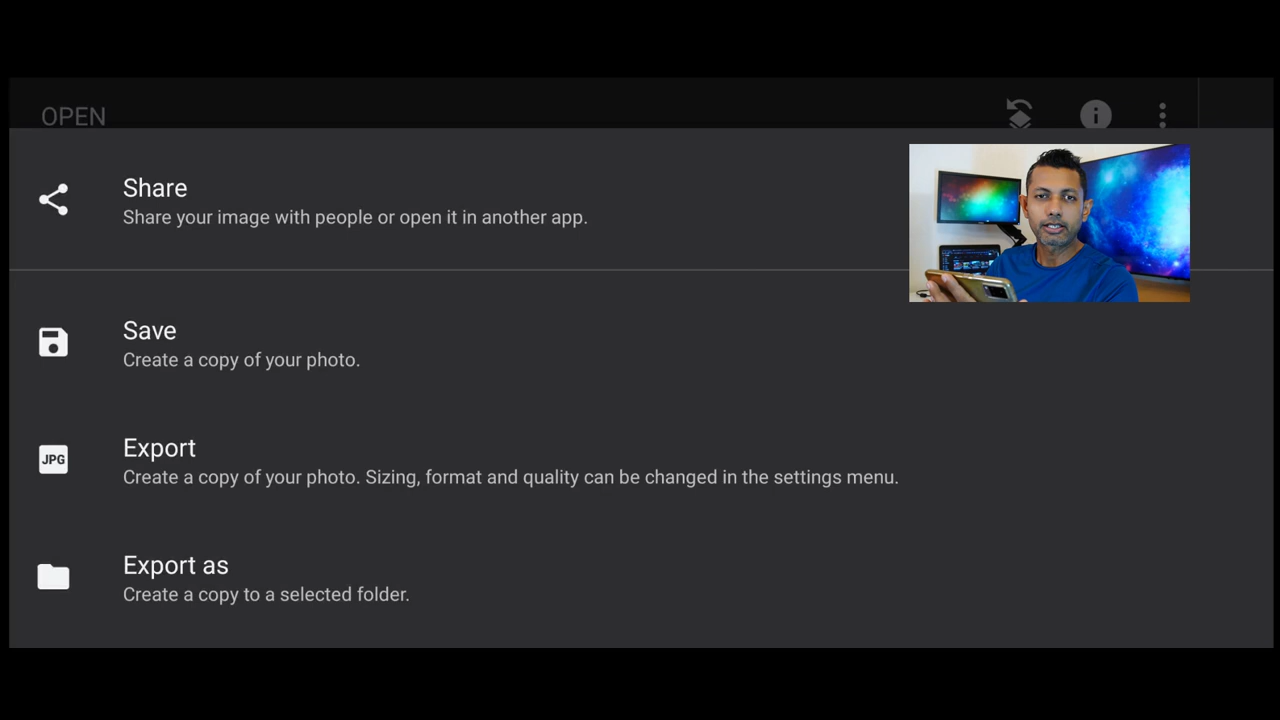 OPEN
Share
Share your image with people or open it in another app.
Save
Create a copy of your photo.
JPG
Export
Create a copy of your photo. Sizing, format and quality can be changed in the settings menu.
Export as
Create a copy to a selected folder.